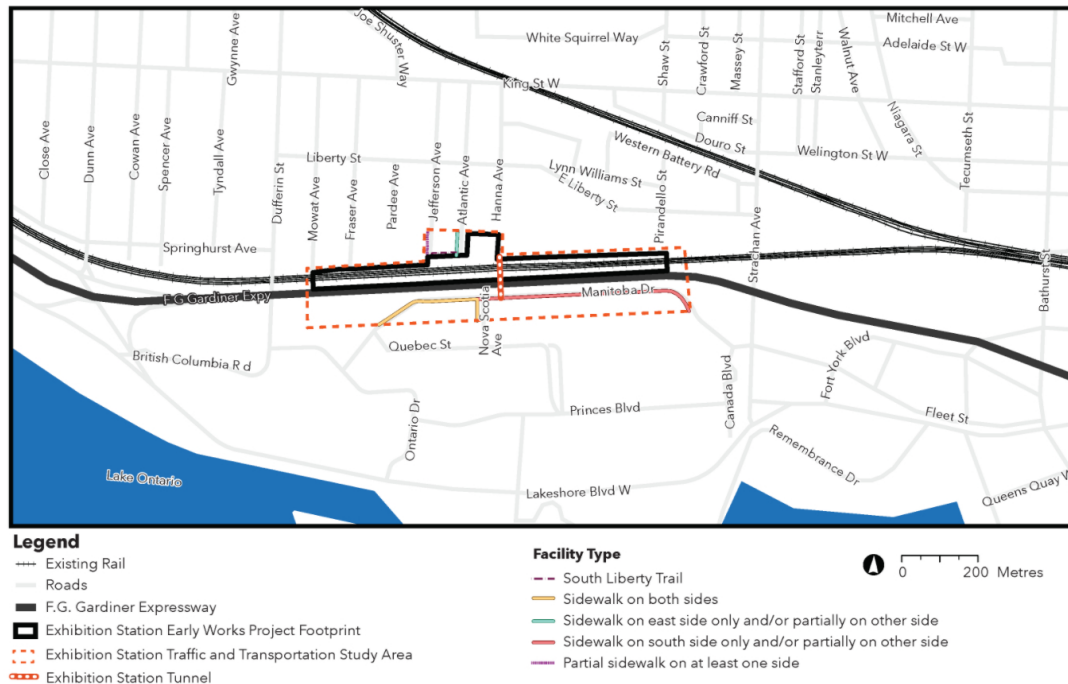 Mitchell Ave
White Squirrel Way
Adelaide St W
Joe Shuster Way
Gwynne Ave
Shaw St
Crawford St
Massey St
Stafford St
Stanleyterr
Walnut Ave
King St W
Niagara St
Canniff St
Douro St
Western Battery Rd
Welington St W
Tecumseth St
Close Ave
Dunn Ave
Cowan Ave
Spencer Ave
Tyndall Ave
Dufferin St
Liberty St
Mowat Ave
Fraser Ave
Pardee Ave
Jefferson Ave
Atlantic Ave
Hanna Ave
Lynn Williams St
E Liberty St
Pirandello St
Strachan Ave
Bathurst St
Springhurst Ave
F G Gardiner Expy
Manitoba Dr
Nova Scotia
Ave
Quebec St
British Columbia R d
Fort York Blvd
Canada Blvd
Princes Blvd
Fleet St
Ontario Dr
Remembrance Dr
Lake Ontario
Lakeshore Blvd W
Queens Quay W
Legend
Existing Rail
Roads
F.G. Gardiner Expressway
Exhibition Station Early Works Project Footprint
Exhibition Station Traffic and Transportation Study Area
Exhibition Station Tunnel
Facility Type
South Liberty Trail
Sidewalk on both sides
Sidewalk on east side only and/or partially on other side
Sidewalk on south side only and/or partially on other side
Partial sidewalk on at least one side
0 200 Metres